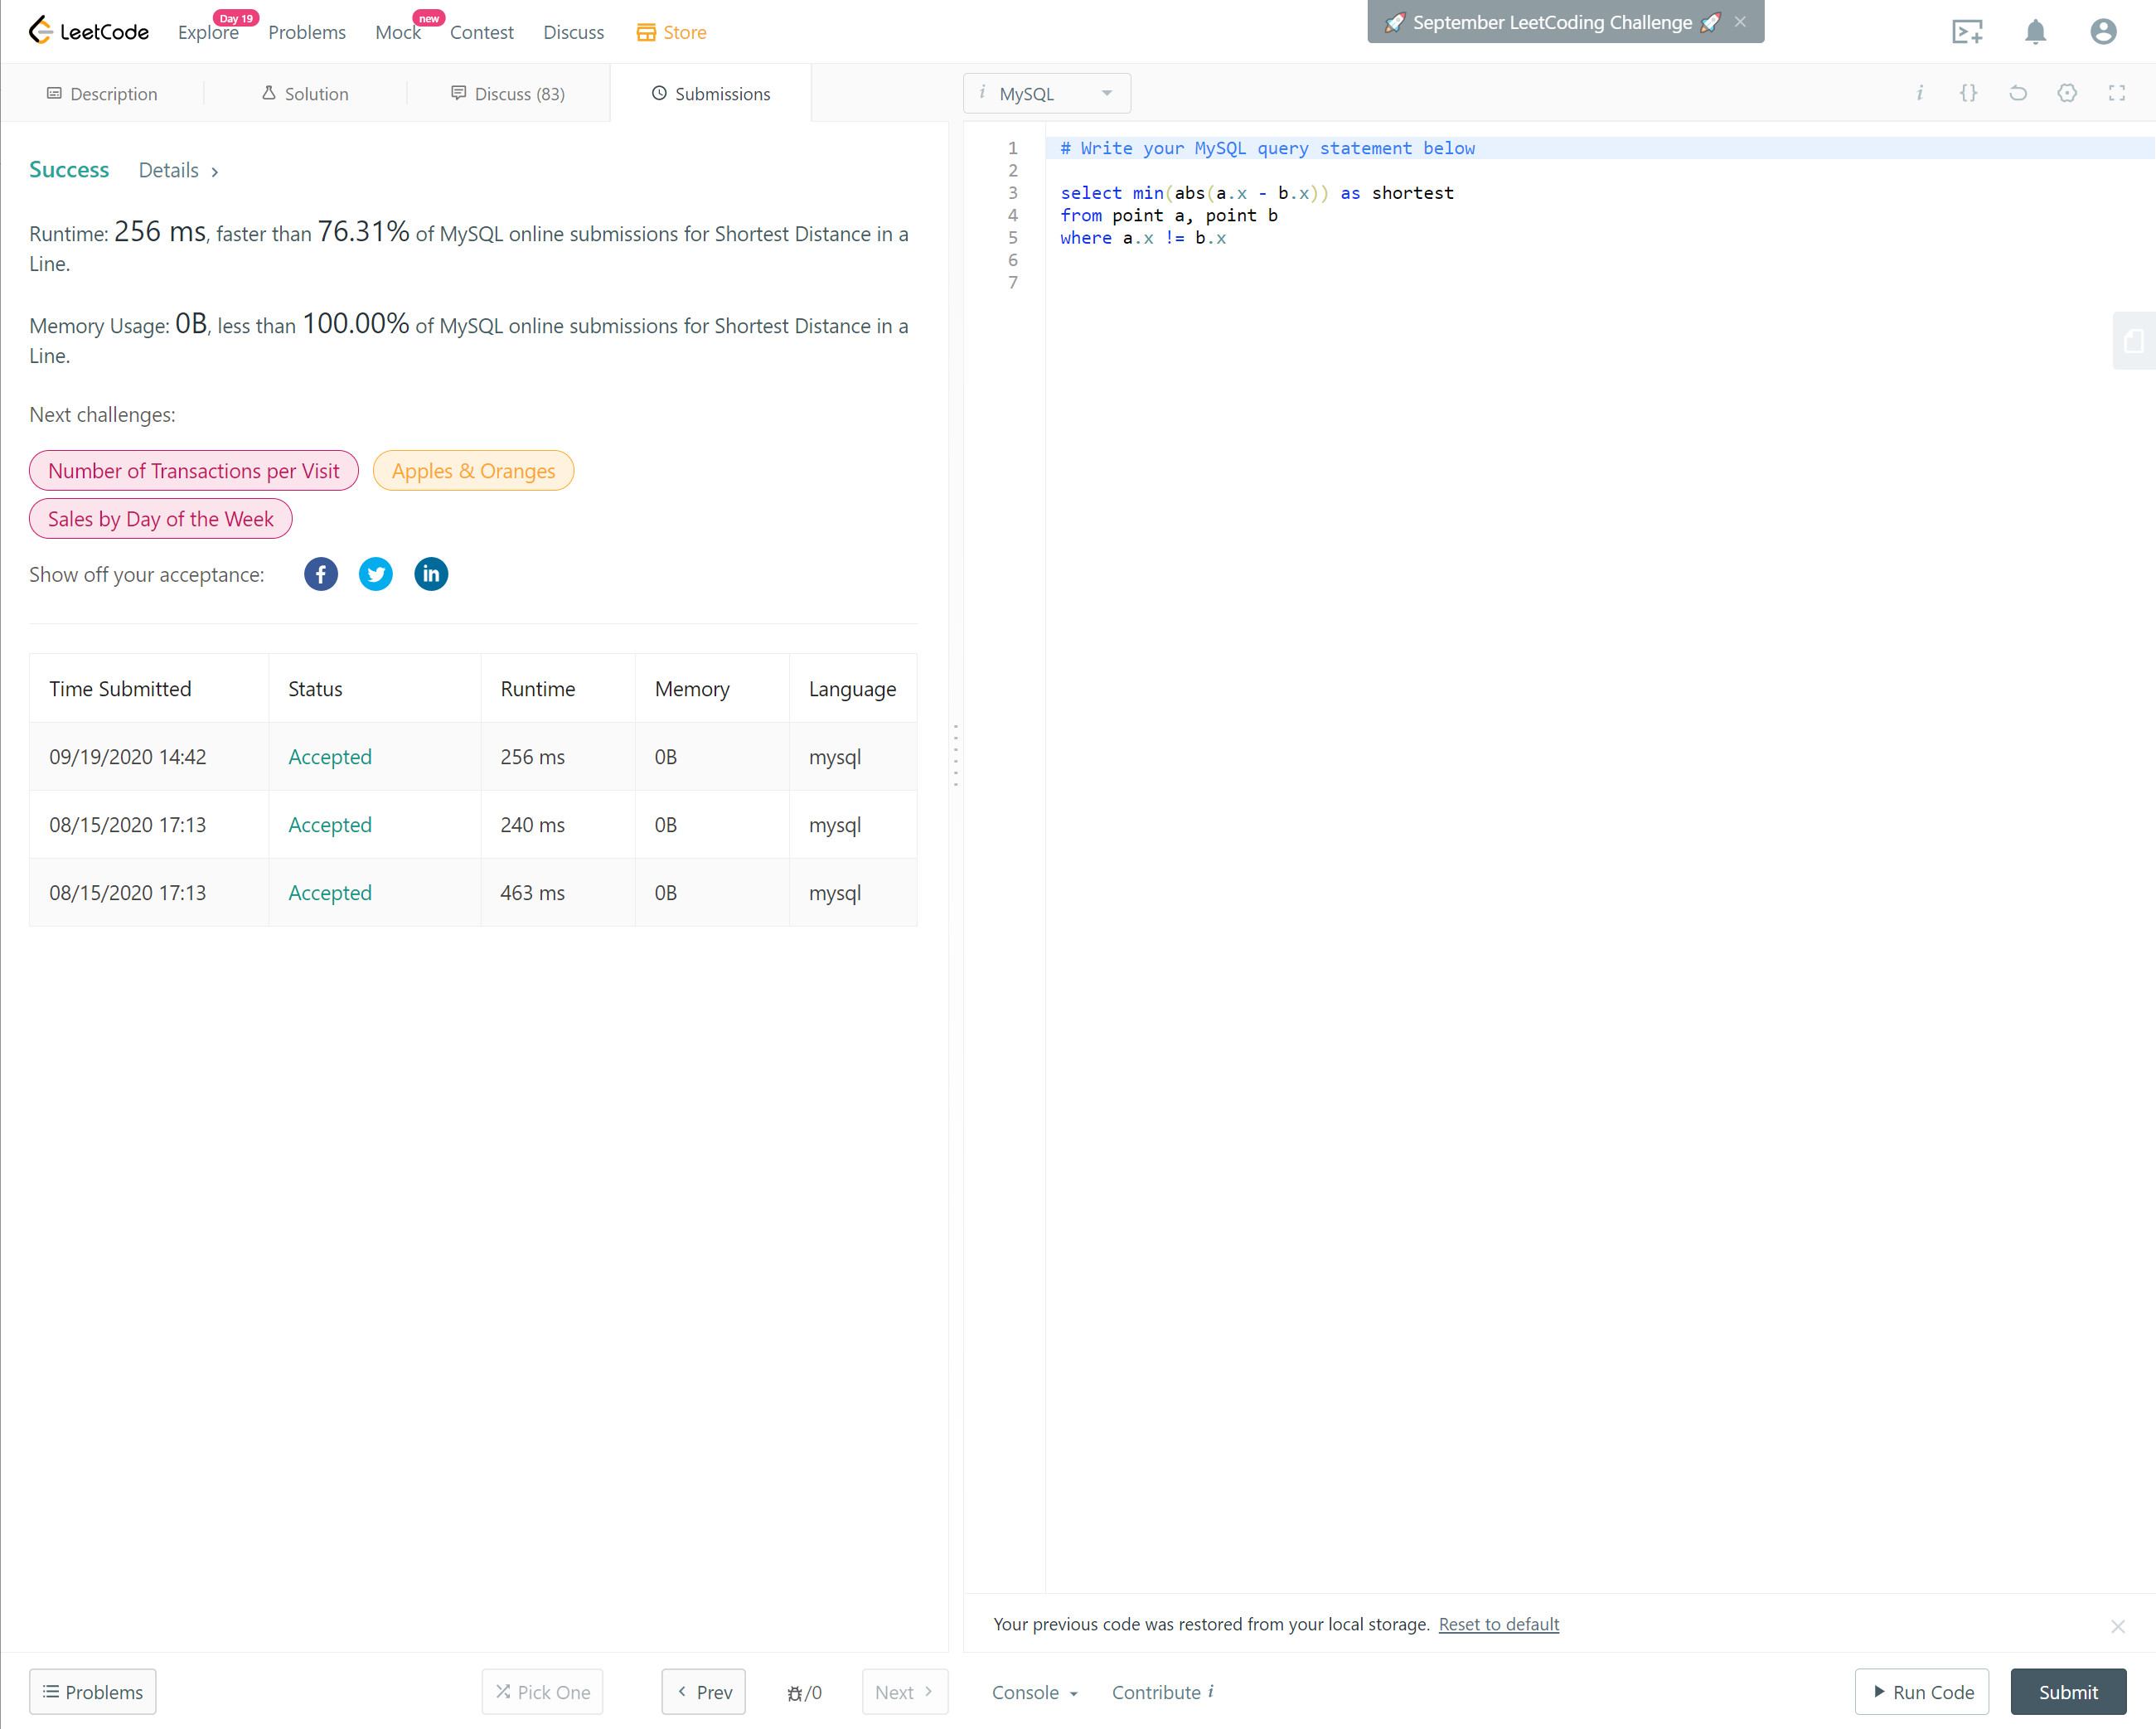 LeetCode Explore Day 19 Problems Mock new Contest Discuss Store
🚀 September LeetCoding Challenge 🚀 ×
Description Solution Discuss (83) Submissions
i MySQL
i {}
Success Details >
Runtime: 256 ms, faster than 76.31% of MySQL online submissions for Shortest Distance in a
Line.
Memory Usage: 0B, less than 100.00% of MySQL online submissions for Shortest Distance in a
Line.
Next challenges:
Number of Transactions per Visit Apples & Oranges
Sales by Day of the Week
Show off your acceptance: f in
Time Submitted Status Runtime Memory Language
09/19/2020 14:42 Accepted 256 ms 0B mysql
08/15/2020 17:13 Accepted 240 ms 0B mysql
08/15/2020 17:13 Accepted 463 ms 0B mysql
1 # Write your MySQL query statement below
2
3 select min(abs(a.x - b.x)) as shortest
4 from point a, point b
5 where a.x != b.x
6
7
Your previous code was restored from your local storage. Reset to default
Problems Pick One < Prev /0 Next > Console Contribute i Run Code Submit